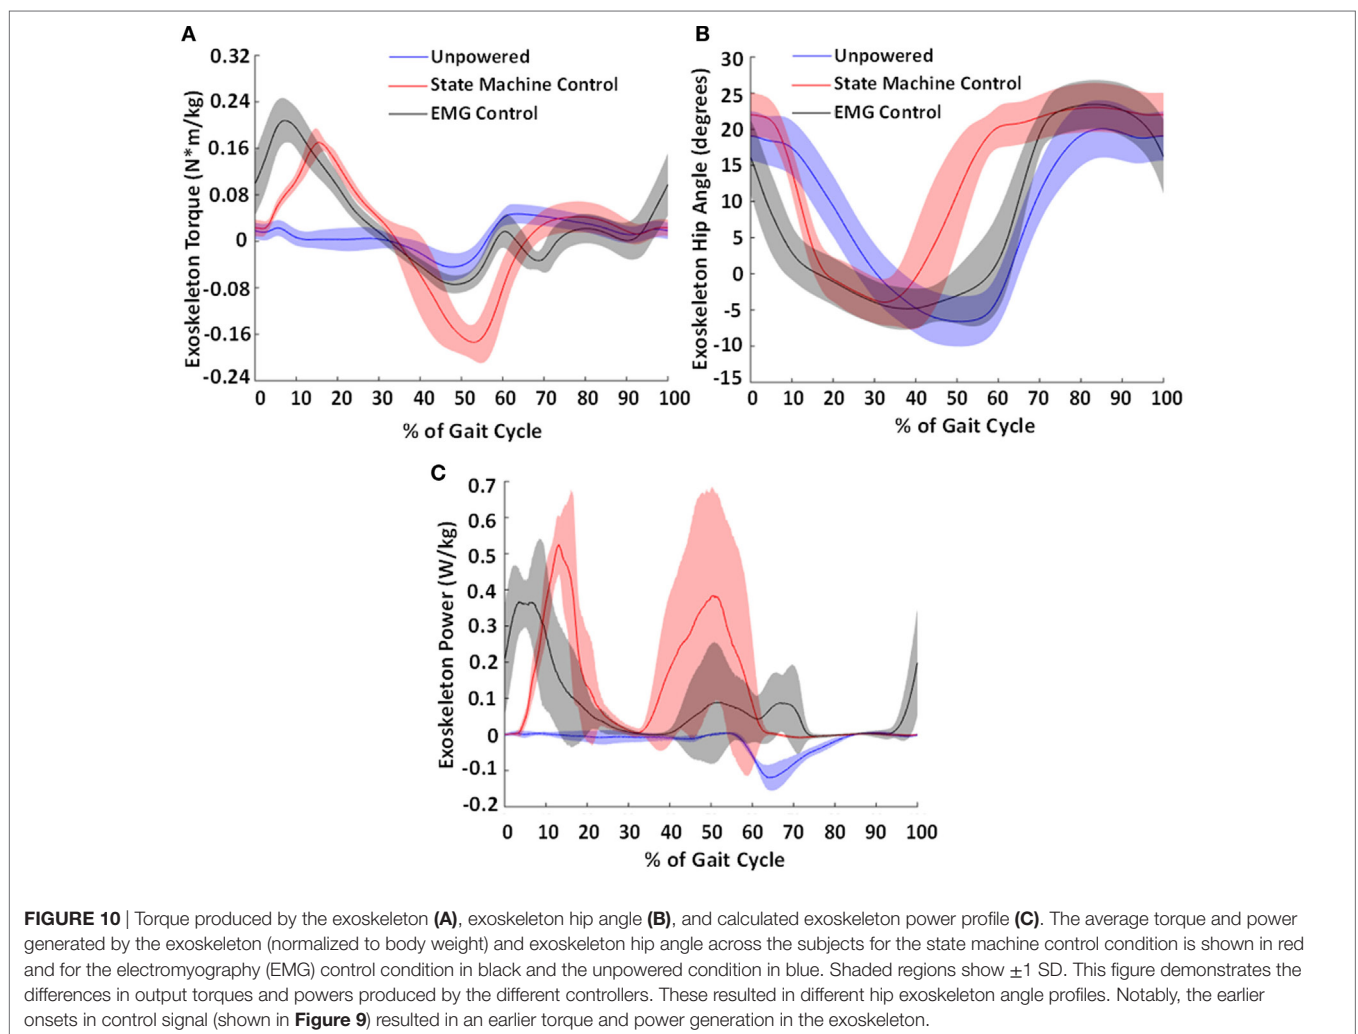 A
0.32
0.24
0.16
0.08
0
-0.08
-0.16
-0.24
Exoskeleton Torque (N*m/kg)
Unpowered
State Machine Control
EMG Control
0 10 20 30 40 50 60 70 80 90 100
% of Gait Cycle
B
30
25
20
15
10
5
0
-5
-10
-15
Exoskeleton Hip Angle (degrees)
Unpowered
State Machine Control
EMG Control
0 10 20 30 40 50 60 70 80 90 100
% of Gait Cycle
C
0.7
0.6
0.5
0.4
0.3
0.2
0.1
0
-0.1
-0.2
Exoskeleton Power (W/kg)
0 10 20 30 40 50 60 70 80 90 100
% of Gait Cycle
FIGURE 10 | Torque produced by the exoskeleton (A), exoskeleton hip angle (B), and calculated exoskeleton power profile (C). The average torque and power
generated by the exoskeleton (normalized to body weight) and exoskeleton hip angle across the subjects for the state machine control condition is shown in red
and for the electromyography (EMG) control condition in black and the unpowered condition in blue. Shaded regions show ±1 SD. This figure demonstrates the
differences in output torques and powers produced by the different controllers. These resulted in different hip exoskeleton angle profiles. Notably, the earlier
onsets in control signal (shown in Figure 9) resulted in an earlier torque and power generation in the exoskeleton.